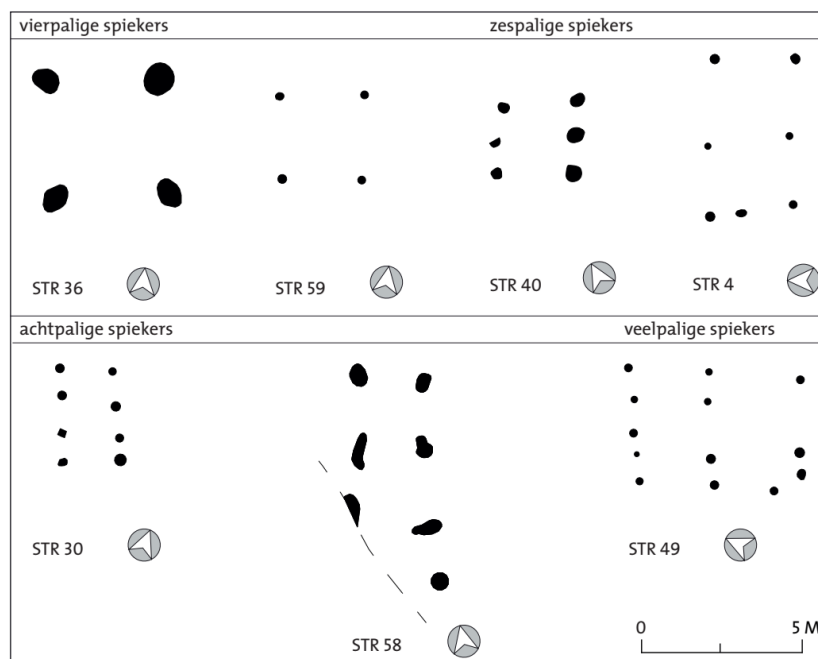 vierpalige spiekers
zespalige spiekers
STR 36
STR 59
STR 40
STR 4
achtpalige spiekers
veelpalige spiekers
STR 30
STR 58
STR 49
0
5 M